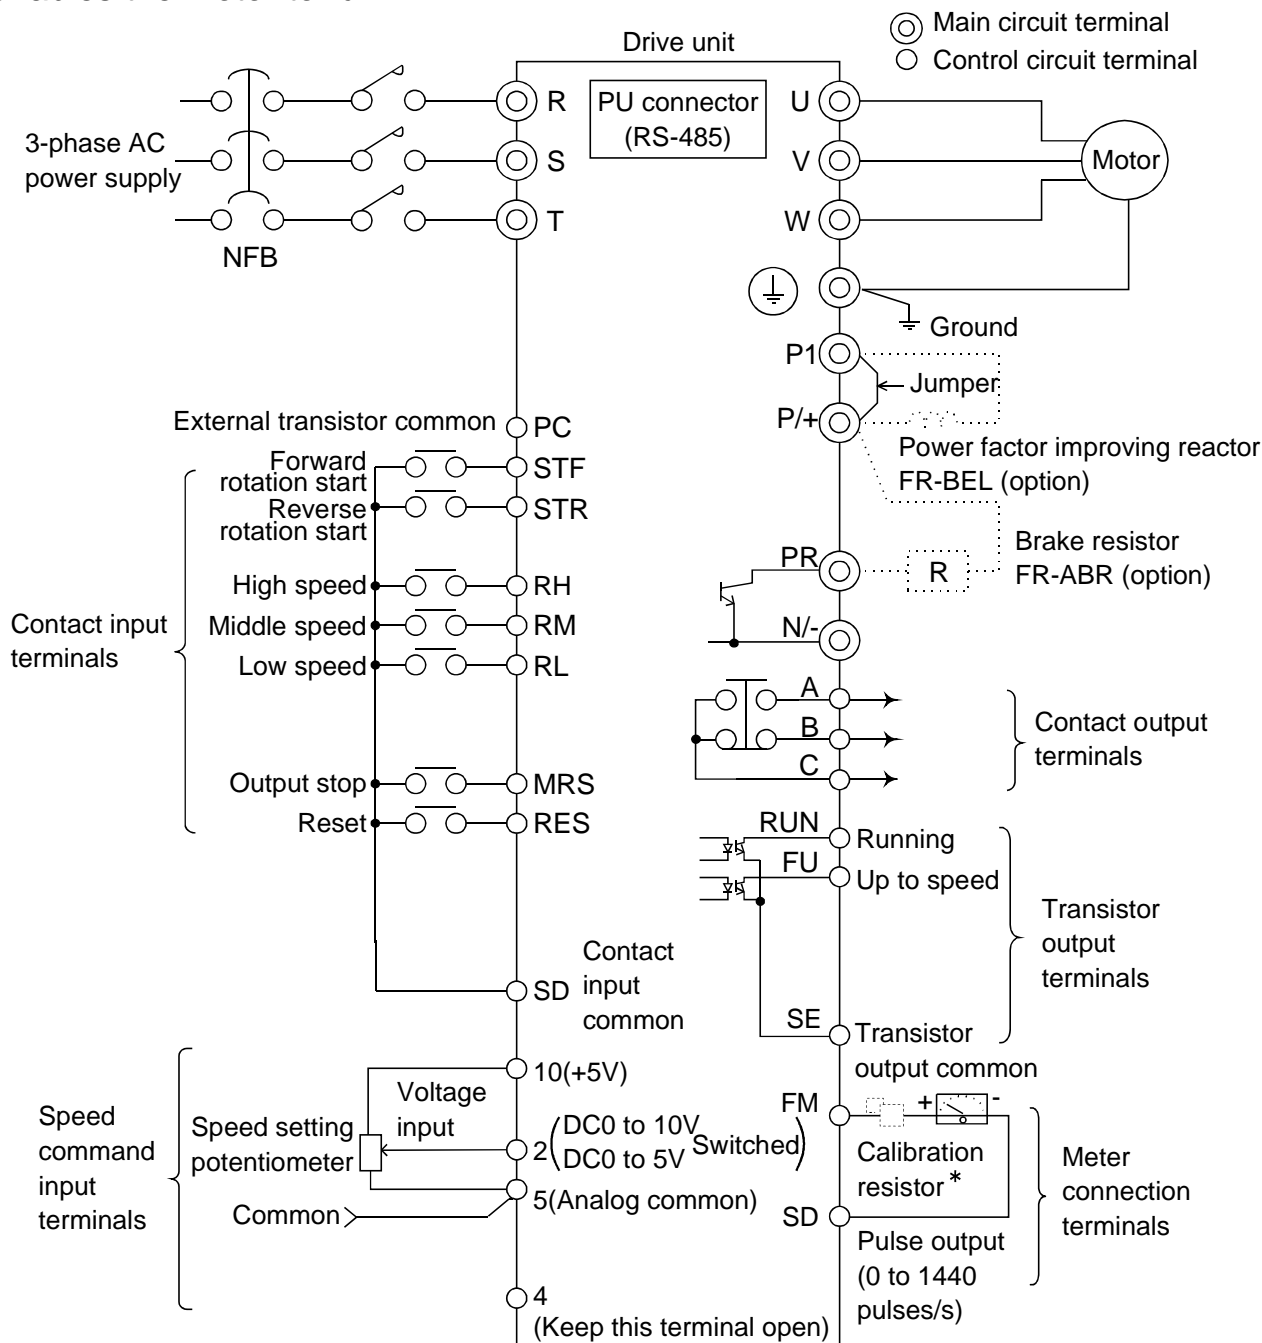 Main circuit terminal
Control circuit terminal
Drive unit
PU connector
(RS-485)
3-phase AC
power supply
NFB
R
S
T
U
V
W
Motor
Ground
P1
Jumper
P/+
Power factor improving reactor
FR-BEL (option)
PR
R
Brake resistor
FR-ABR (option)
N/-
External transistor common
PC
Forward
rotation start
STF
Reverse
rotation start
STR
High speed
RH
Middle speed
RM
Low speed
RL
Contact input
terminals
Output stop
MRS
Reset
RES
SD
Contact
input
common
A
B
C
Contact output
terminals
RUN
Running
FU
Up to speed
Transistor
output
terminals
SE
Transistor
output common
Speed
command
input
terminals
10(+5V)
Voltage
input
Speed setting
potentiometer
2
DC0 to 10V
DC0 to 5V
Switched
5(Analog common)
Common
4
(Keep this terminal open)
FM
+
-
Calibration
resistor*
SD
Pulse output
(0 to 1440
pulses/s)
Meter
connection
terminals